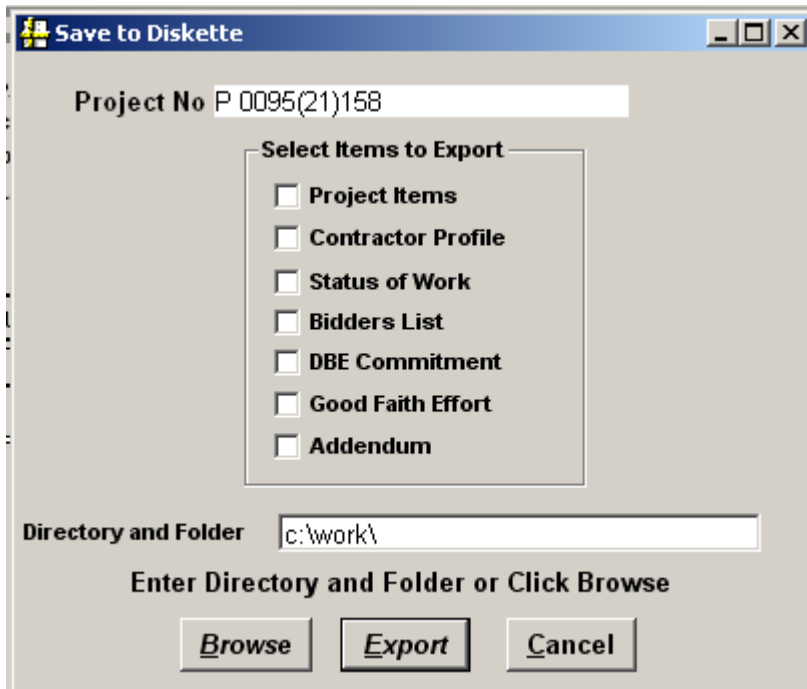 Save to Diskette
Project No P 0095(21)158
Select Items to Export
Project Items
Contractor Profile
Status of Work
Bidders List
DBE Commitment
Good Faith Effort
Addendum
Directory and Folder c:\work\
Enter Directory and Folder or Click Browse
Browse Export Cancel